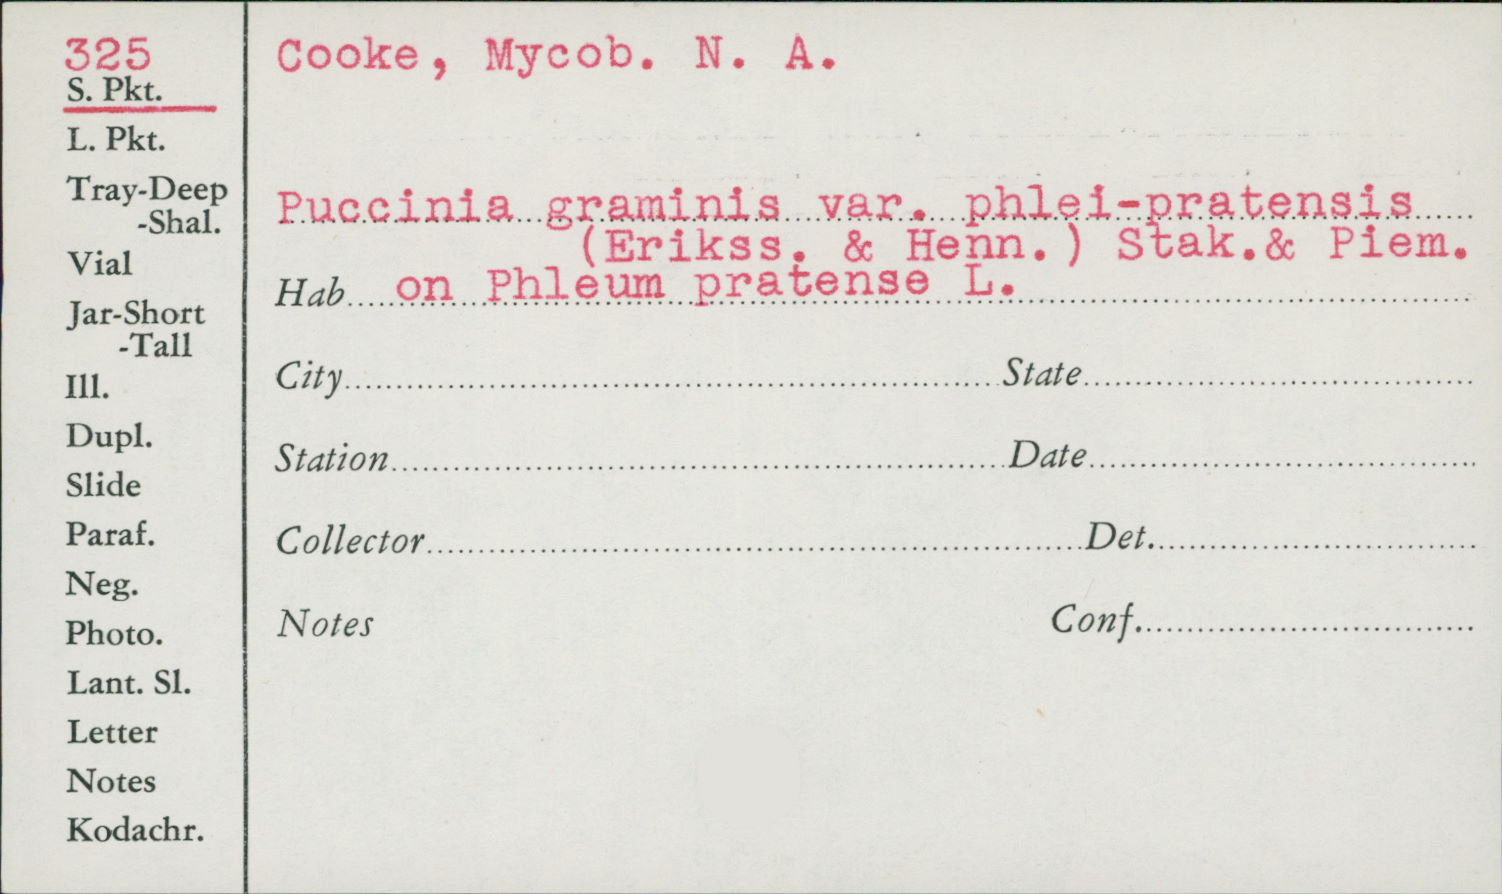 325
S. Pkt.
L. Pkt.
Tray-Deep
-Shal.
Vial
Jar-Short
-Tall
Ill.
Dupl.
Slide
Paraf.
Neg.
Photo.
Lant. Sl.
Letter
Notes
Kodachr.
Cooke, Mycob. N. A.
Puccinia graminis var. phlei-pratensis
(Erikss. & Henn.) Stak.& Piem.
Hab. on Phleum pratense L.
City State
Station Date
Collector Det.
Notes Conf.